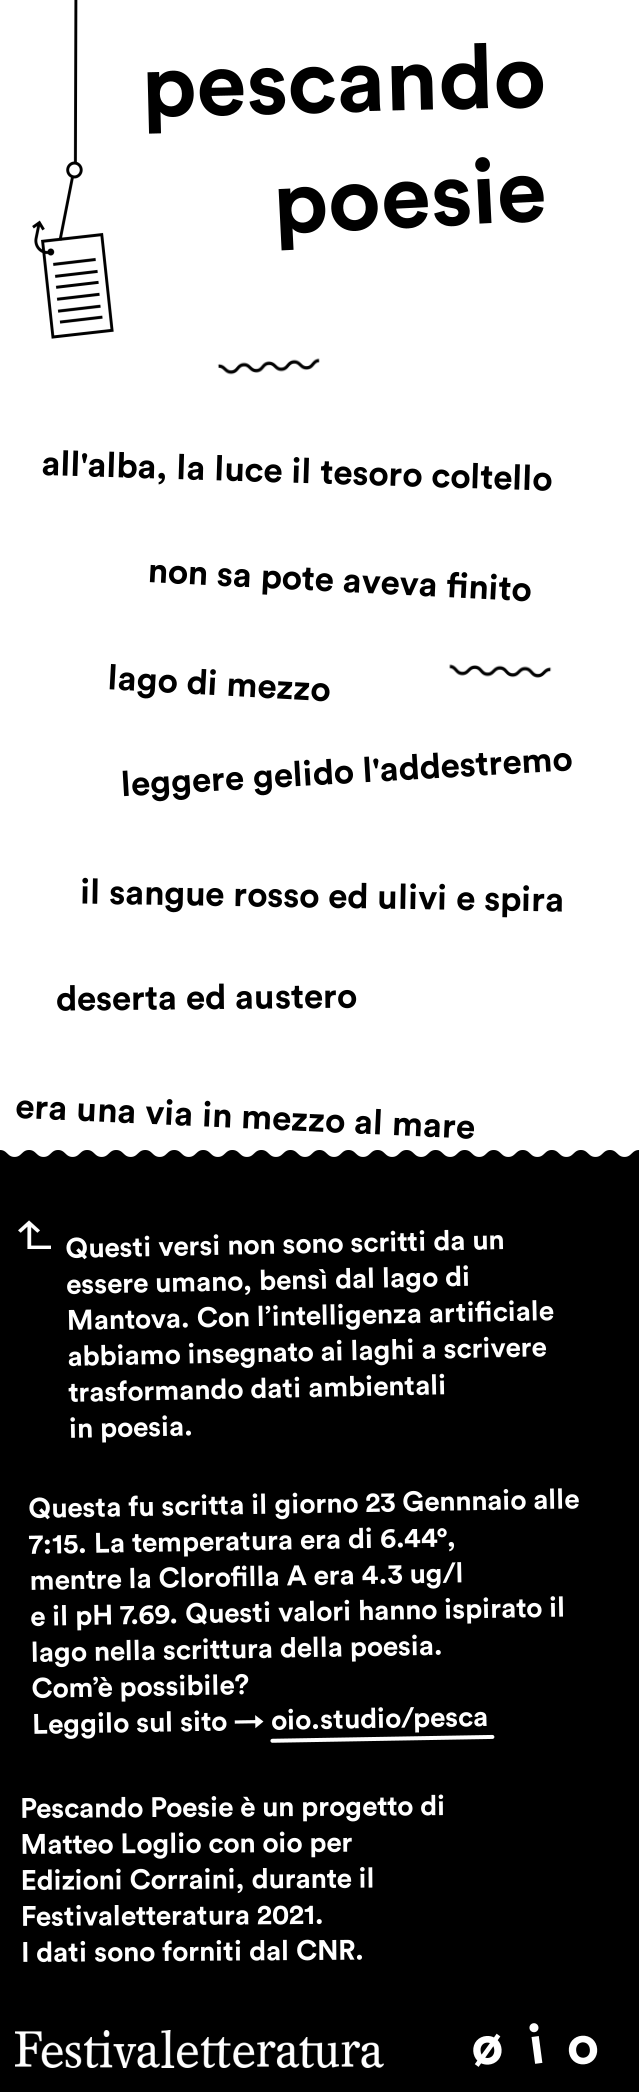 pescando
poesie
all'alba, la luce il tesoro coltello
non sa pote aveva finito
lago di mezzo
leggere gelido l'addestremo
il sangue rosso ed ulivi e spira
deserta ed austero
era una via in mezzo al mare
Questi versi non sono scritti da un
essere umano, bensì dal lago di
Mantova. Con l’intelligenza artificiale
abbiamo insegnato ai laghi a scrivere
trasformando dati ambientali
in poesia.
Questa fu scritta il giorno 23 Gennnaio alle
7:15. La temperatura era di 6.44°,
mentre la Clorofilla A era 4.3 ug/l
e il pH 7.69. Questi valori hanno ispirato il
lago nella scrittura della poesia.
Com’è possibile?
Leggilo sul sito → oio.studio/pesca
Pescando Poesie è un progetto di
Matteo Loglio con oio per
Edizioni Corraini, durante il
Festivaletteratura 2021.
I dati sono forniti dal CNR.
Festivaletteratura
ø i o